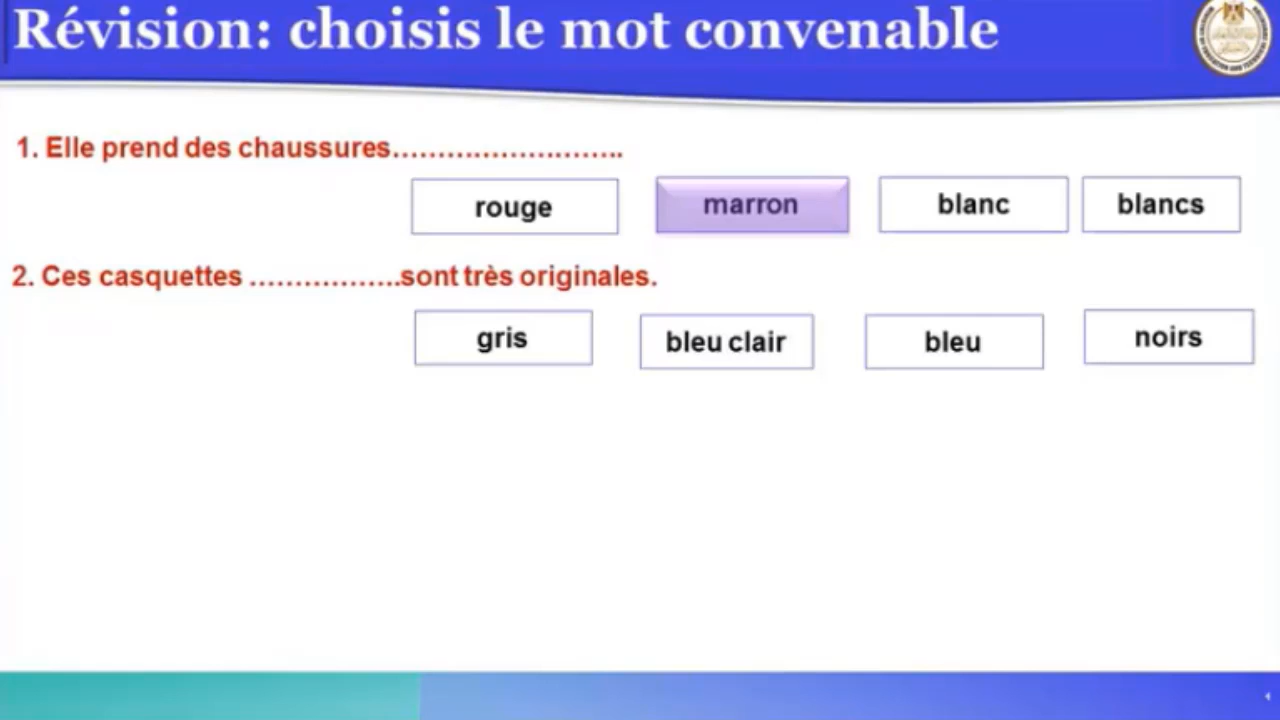 Révision: choisis le mot convenable
1. Elle prend des chaussures............................
rouge marron blanc blancs
2. Ces casquettes .................sont très originales.
gris bleu clair bleu noirs